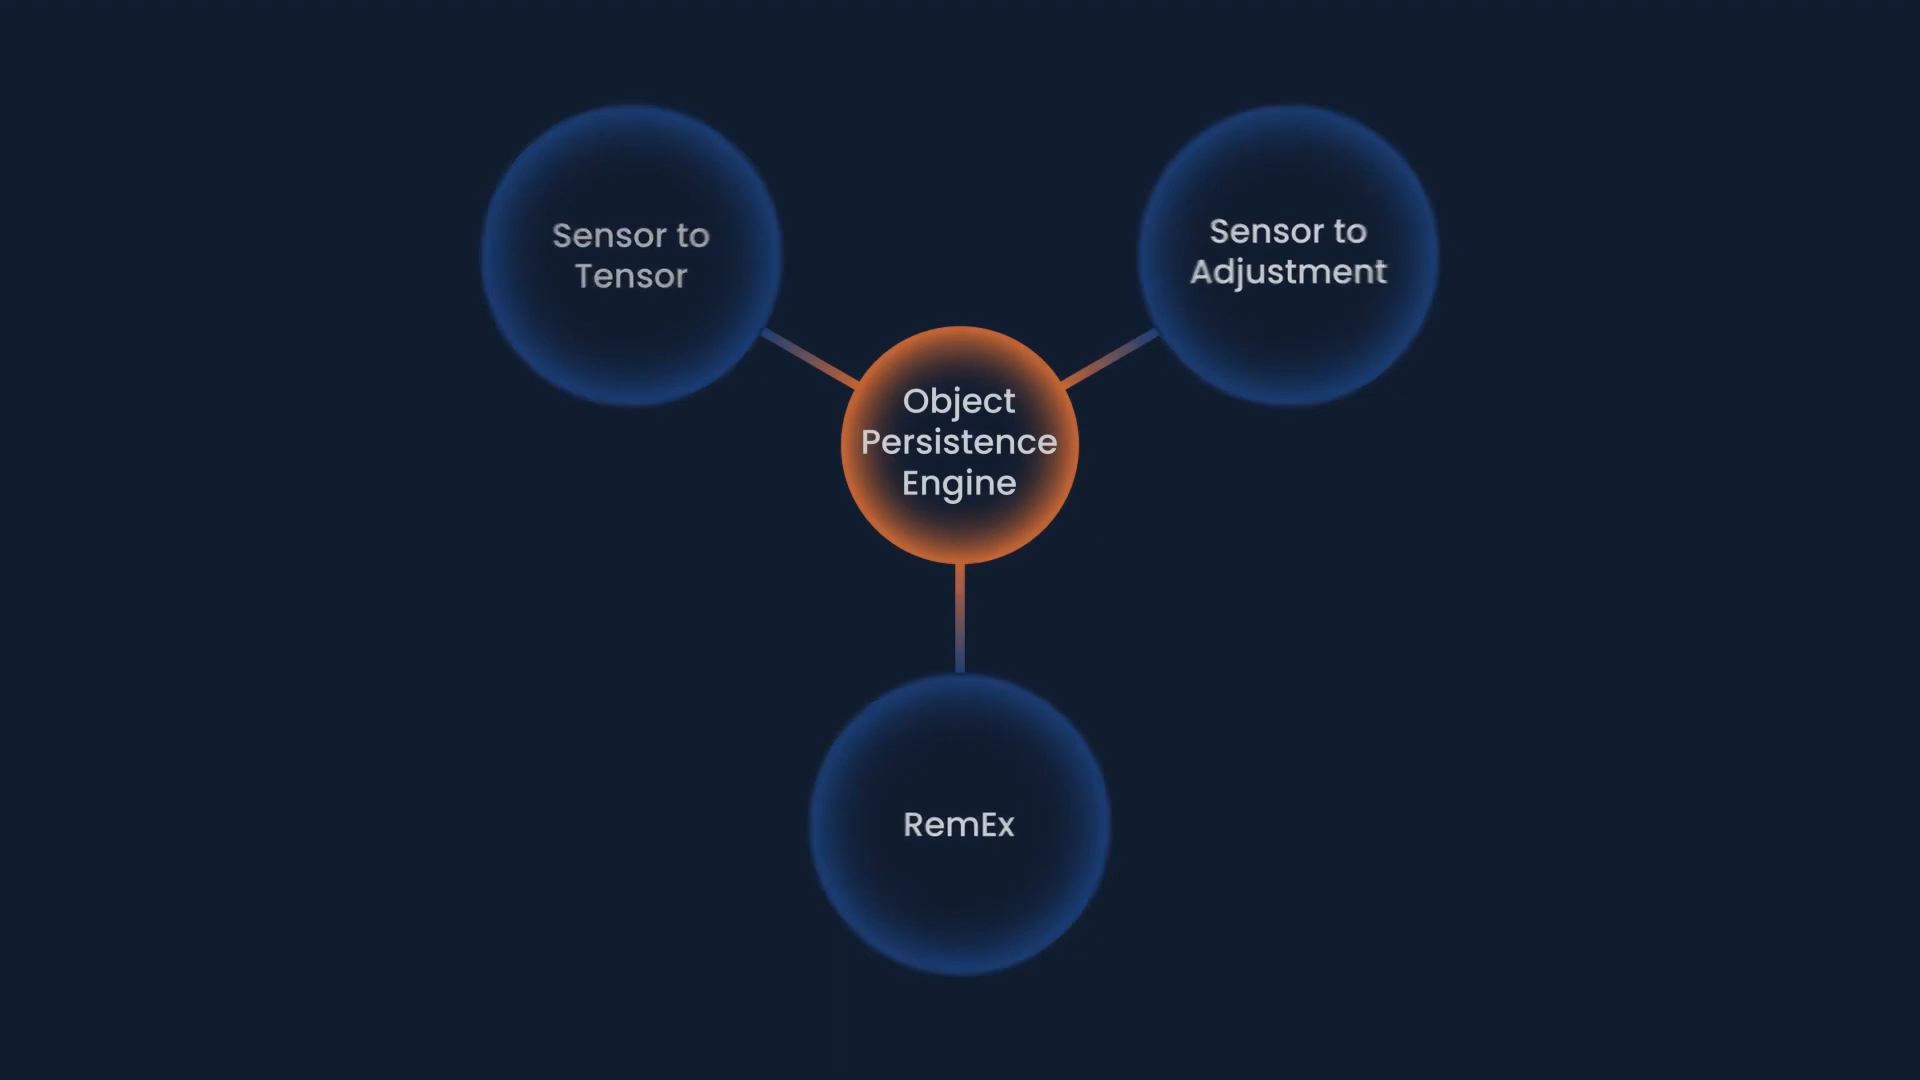 Sensor to
Tensor
Sensor to
Adjustment
Object
Persistence
Engine
RemEx